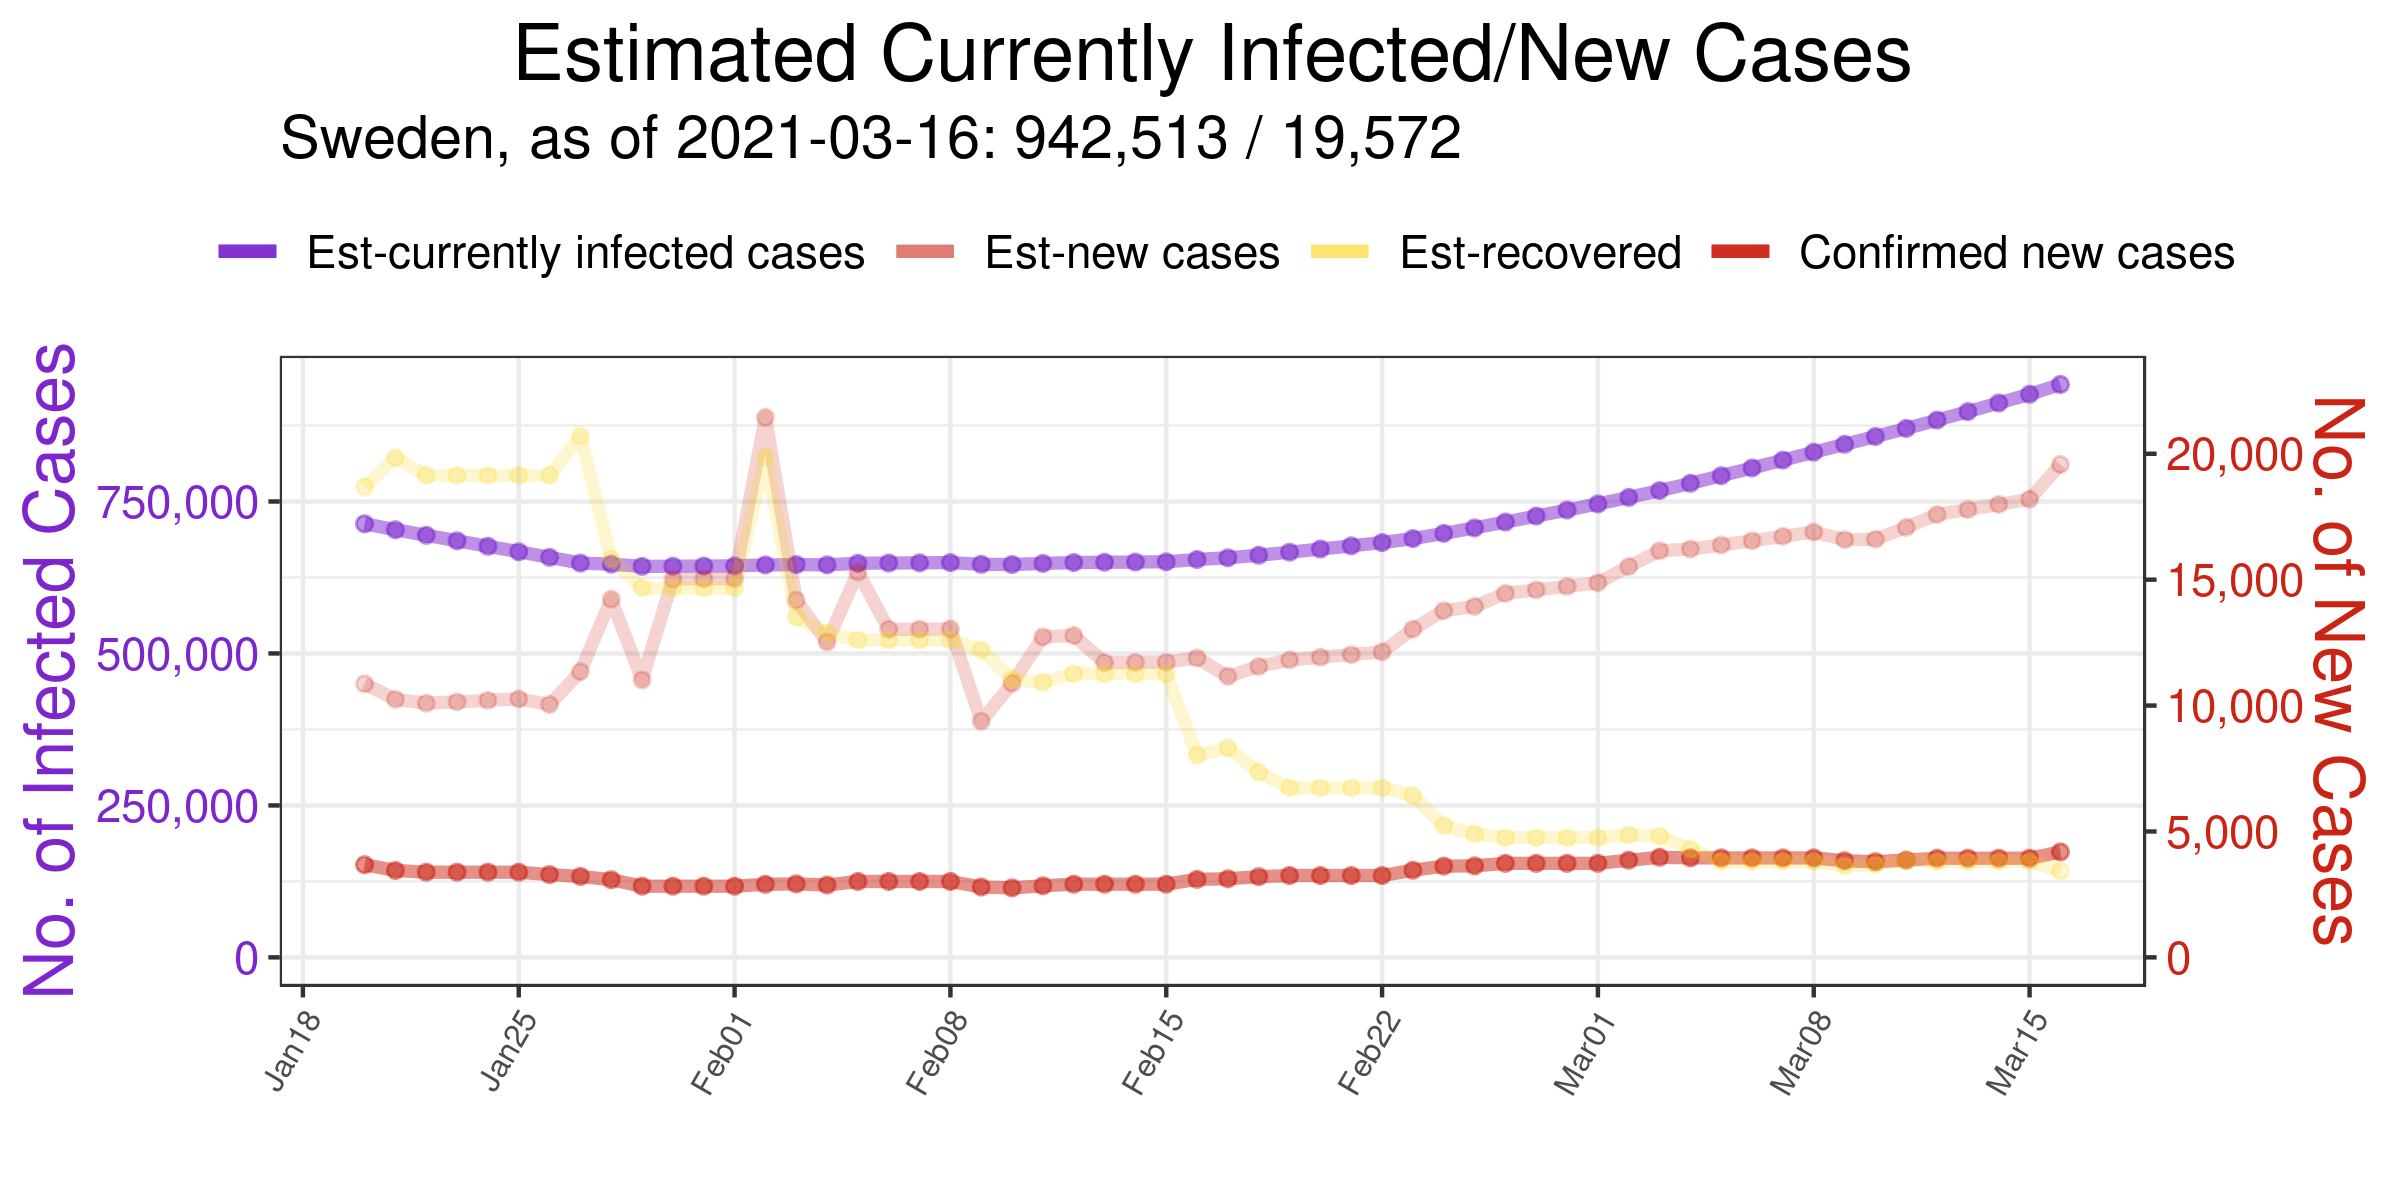 Estimated Currently Infected/New Cases
Sweden, as of 2021-03-16: 942,513 / 19,572
Est-currently infected cases Est-new cases Est-recovered Confirmed new cases
No. of Infected Cases
750,000
500,000
250,000
0
20,000
15,000
10,000
5,000
0
No. of New Cases
Jan18 Jan25 Feb01 Feb08 Feb15 Feb22 Mar01 Mar08 Mar15